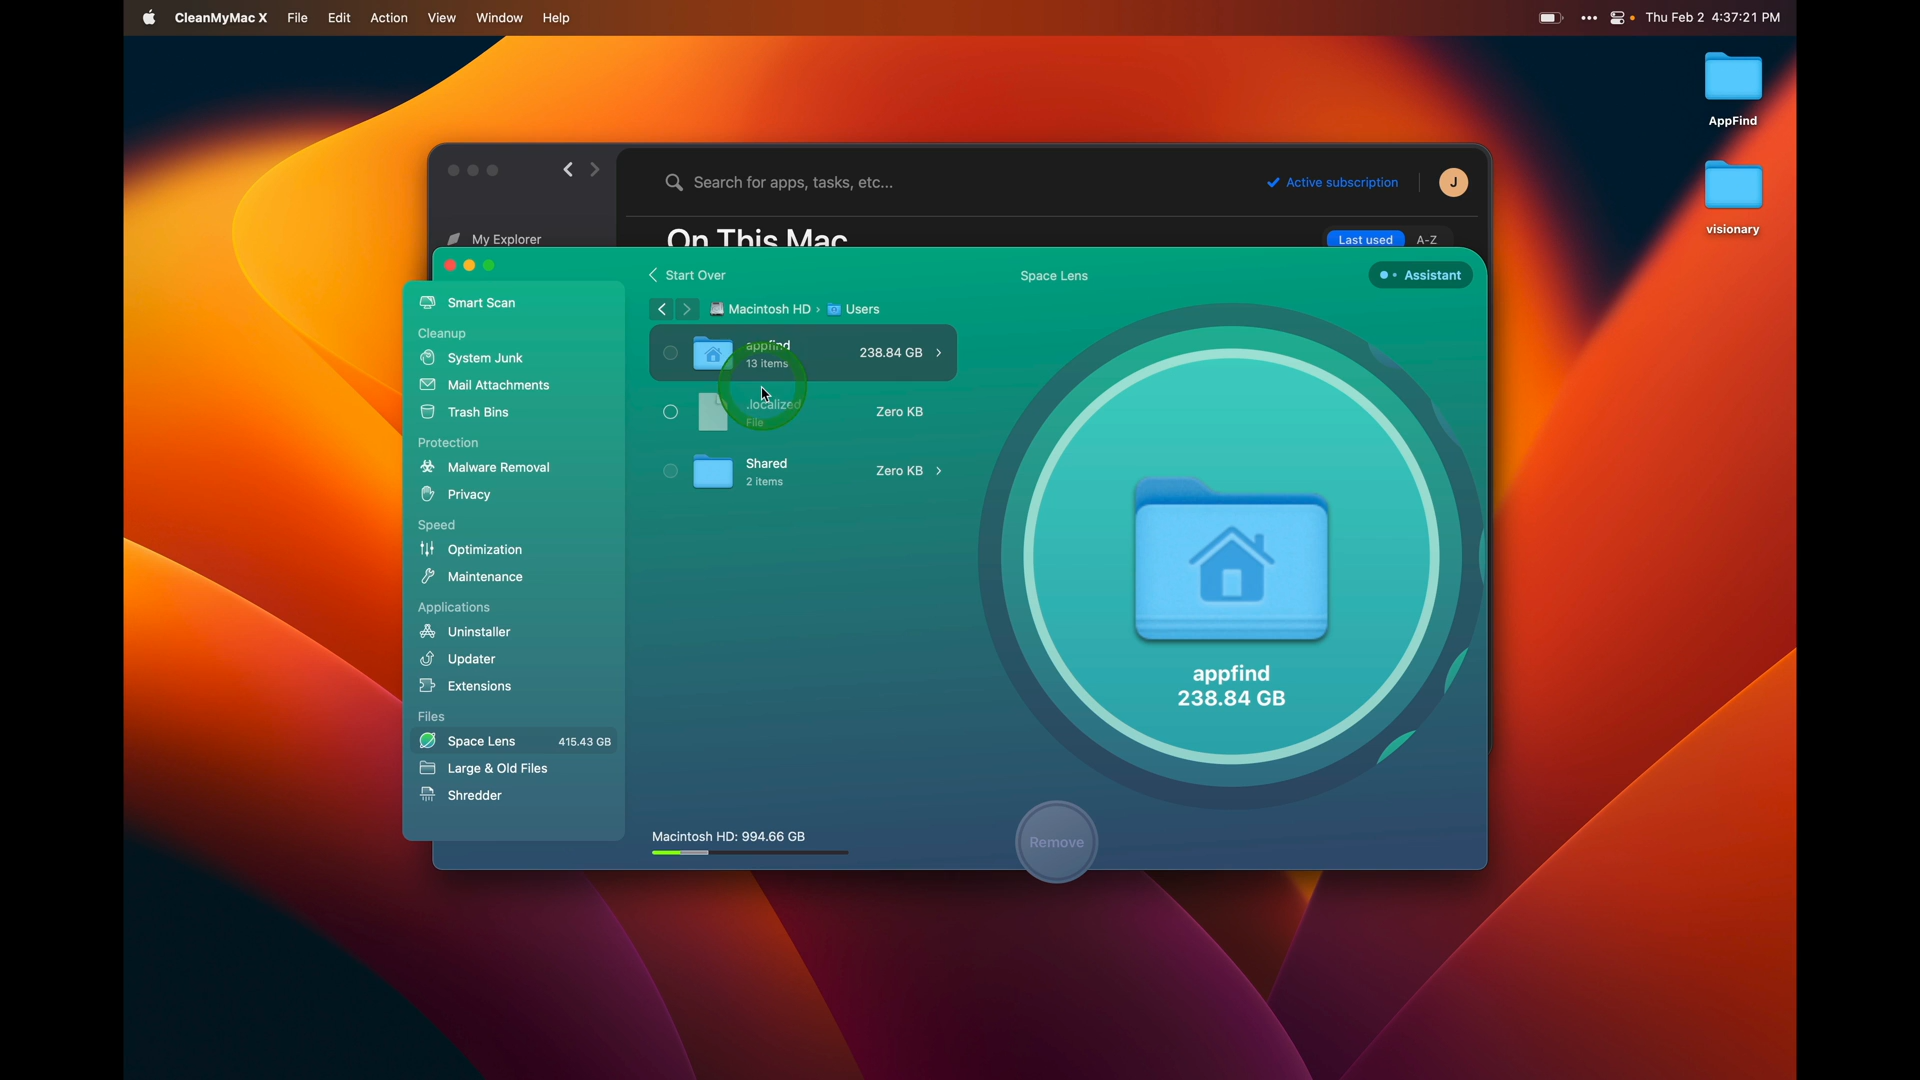 CleanMyMac X File Edit Action View Window Help
Thu Feb 2 4:37:21 PM
AppFind
visionary
Search for apps, tasks, etc...
Active subscription
J
My Explorer
On This Mac
Last used
A-Z
Start Over
Space Lens
Assistant
Macintosh HD › Users
Smart Scan
Cleanup
System Junk
Mail Attachments
Trash Bins
Protection
Malware Removal
Privacy
Speed
Optimization
Maintenance
Applications
Uninstaller
Updater
Extensions
Files
Space Lens 415.43 GB
Large & Old Files
Shredder
appfind
13 items
238.84 GB
.localized
File
Zero KB
Shared
2 items
Zero KB
appfind
238.84 GB
Macintosh HD: 994.66 GB
Remove